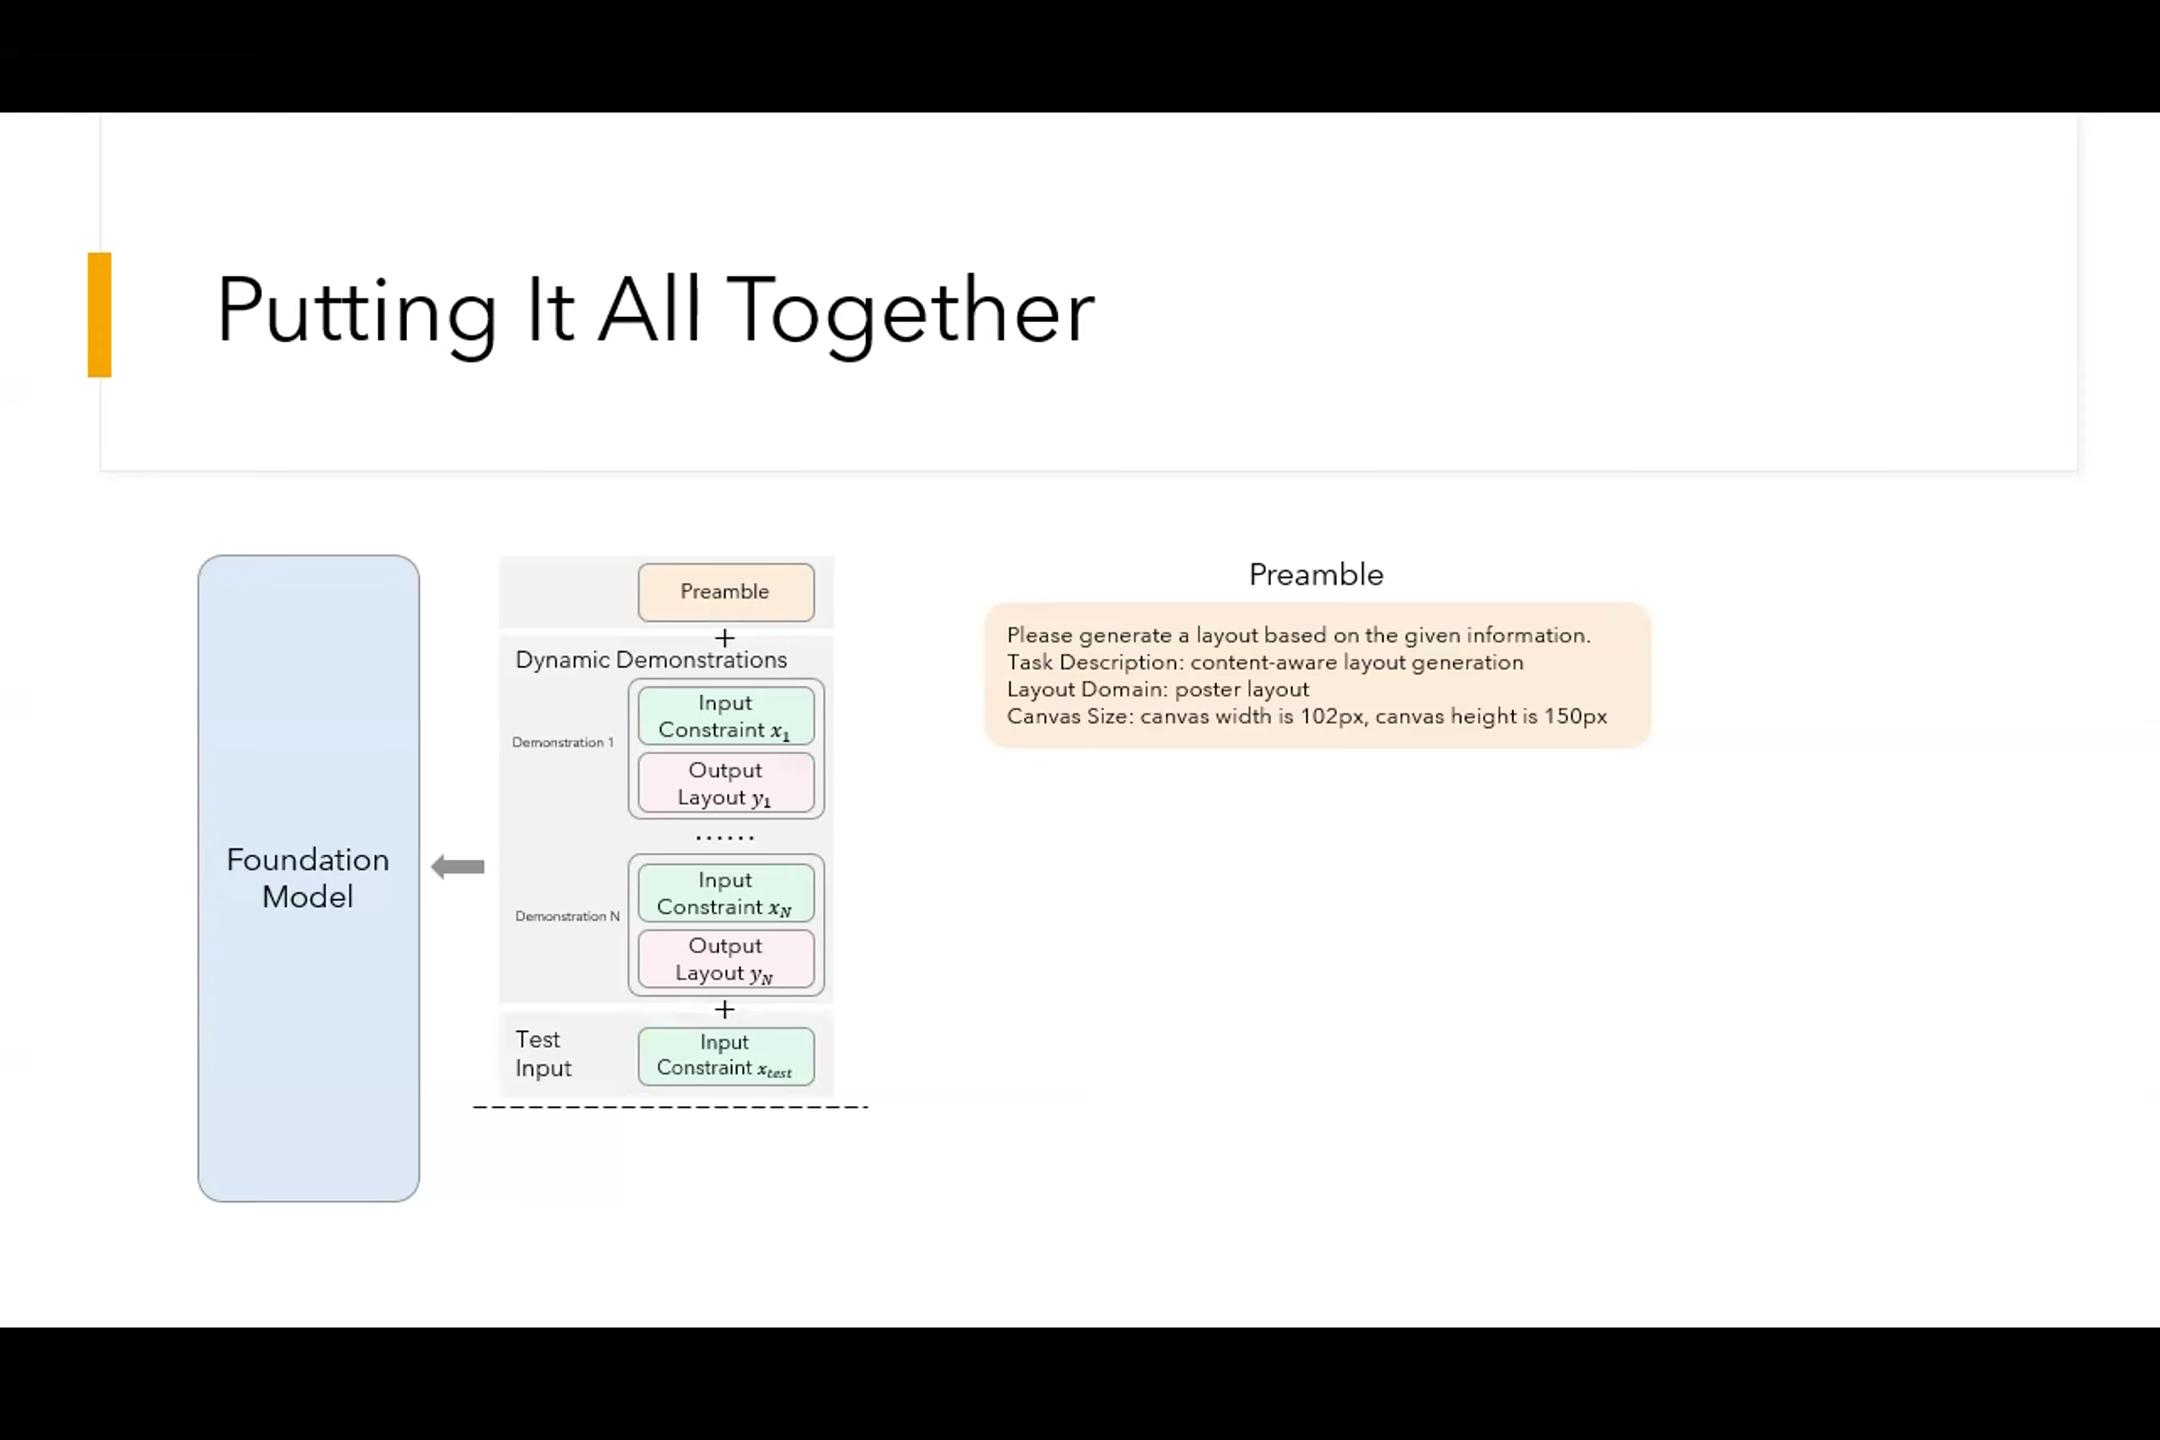 Putting It All Together
Foundation
Model
Preamble
+
Dynamic Demonstrations
Demonstration 1
Input
Constraint x₁
Output
Layout y₁
......
Demonstration N
Input
Constraint x_N
Output
Layout y_N
+
Test
Input
Input
Constraint x_test
Preamble
Please generate a layout based on the given information.
Task Description: content-aware layout generation
Layout Domain: poster layout
Canvas Size: canvas width is 102px, canvas height is 150px